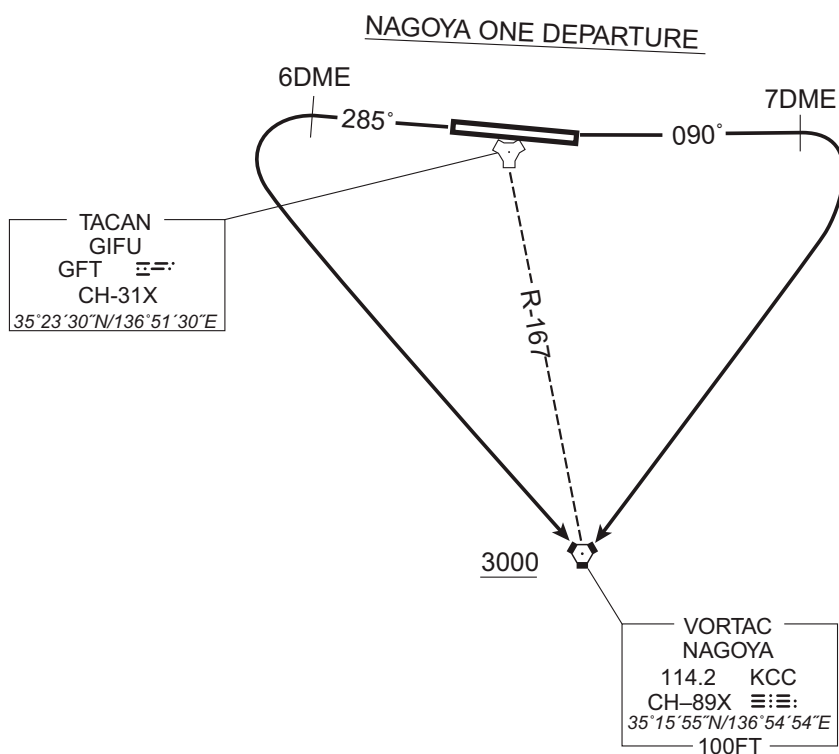 NAGOYA ONE DEPARTURE
6DME
7DME
285°
090°
TACAN
GIFU
GFT
CH-31X
35°23´30˝N/136°51´30˝E
R-167
3000
VORTAC
NAGOYA
114.2 KCC
CH–89X
35°15´55˝N/136°54´54˝E
100FT